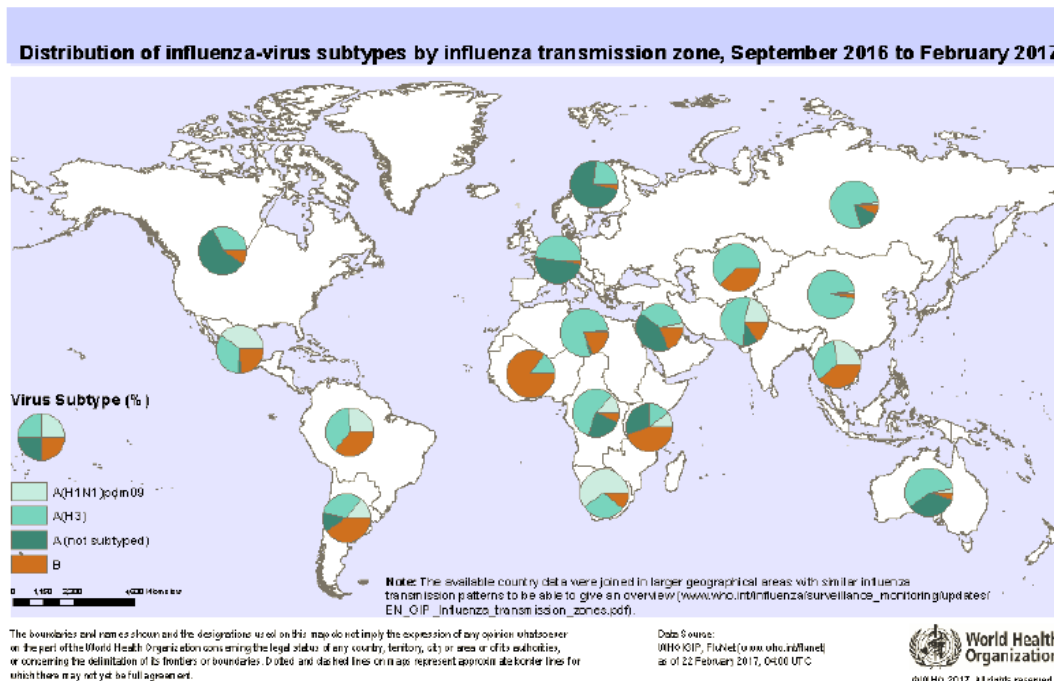 Distribution of influenza-virus subtypes by influenza transmission zone, September 2016 to February 2017
Virus Subtype (%)
A(H1N1)pdm09
A(H3)
A (not subtyped)
B
0 4,600 Kilometers
Note: The available country data were joined in larger geographical areas with similar influenza
transmission patterns to be able to give an overview (www.who.int/influenza/surveillance_monitoring/updates/
EN_GIP_Influenza_transmission_zones.pdf).
The boundaries and names shown and the designations used on this map do not imply the expression of any opinion whatsoever
on the part of the World Health Organization concerning the legal status of any country, territory, city or area or of its authorities,
or concerning the delimitation of its frontiers or boundaries. Dotted and dashed lines on maps represent approximate border lines for
which there may not yet be full agreement.
Data Source:
WHO/GIP, FluNet (www.who.int/flunet)
as of 22 February 2017, 04:00 UTC
World Health
Organization
©WHO 2017. All rights reserved.